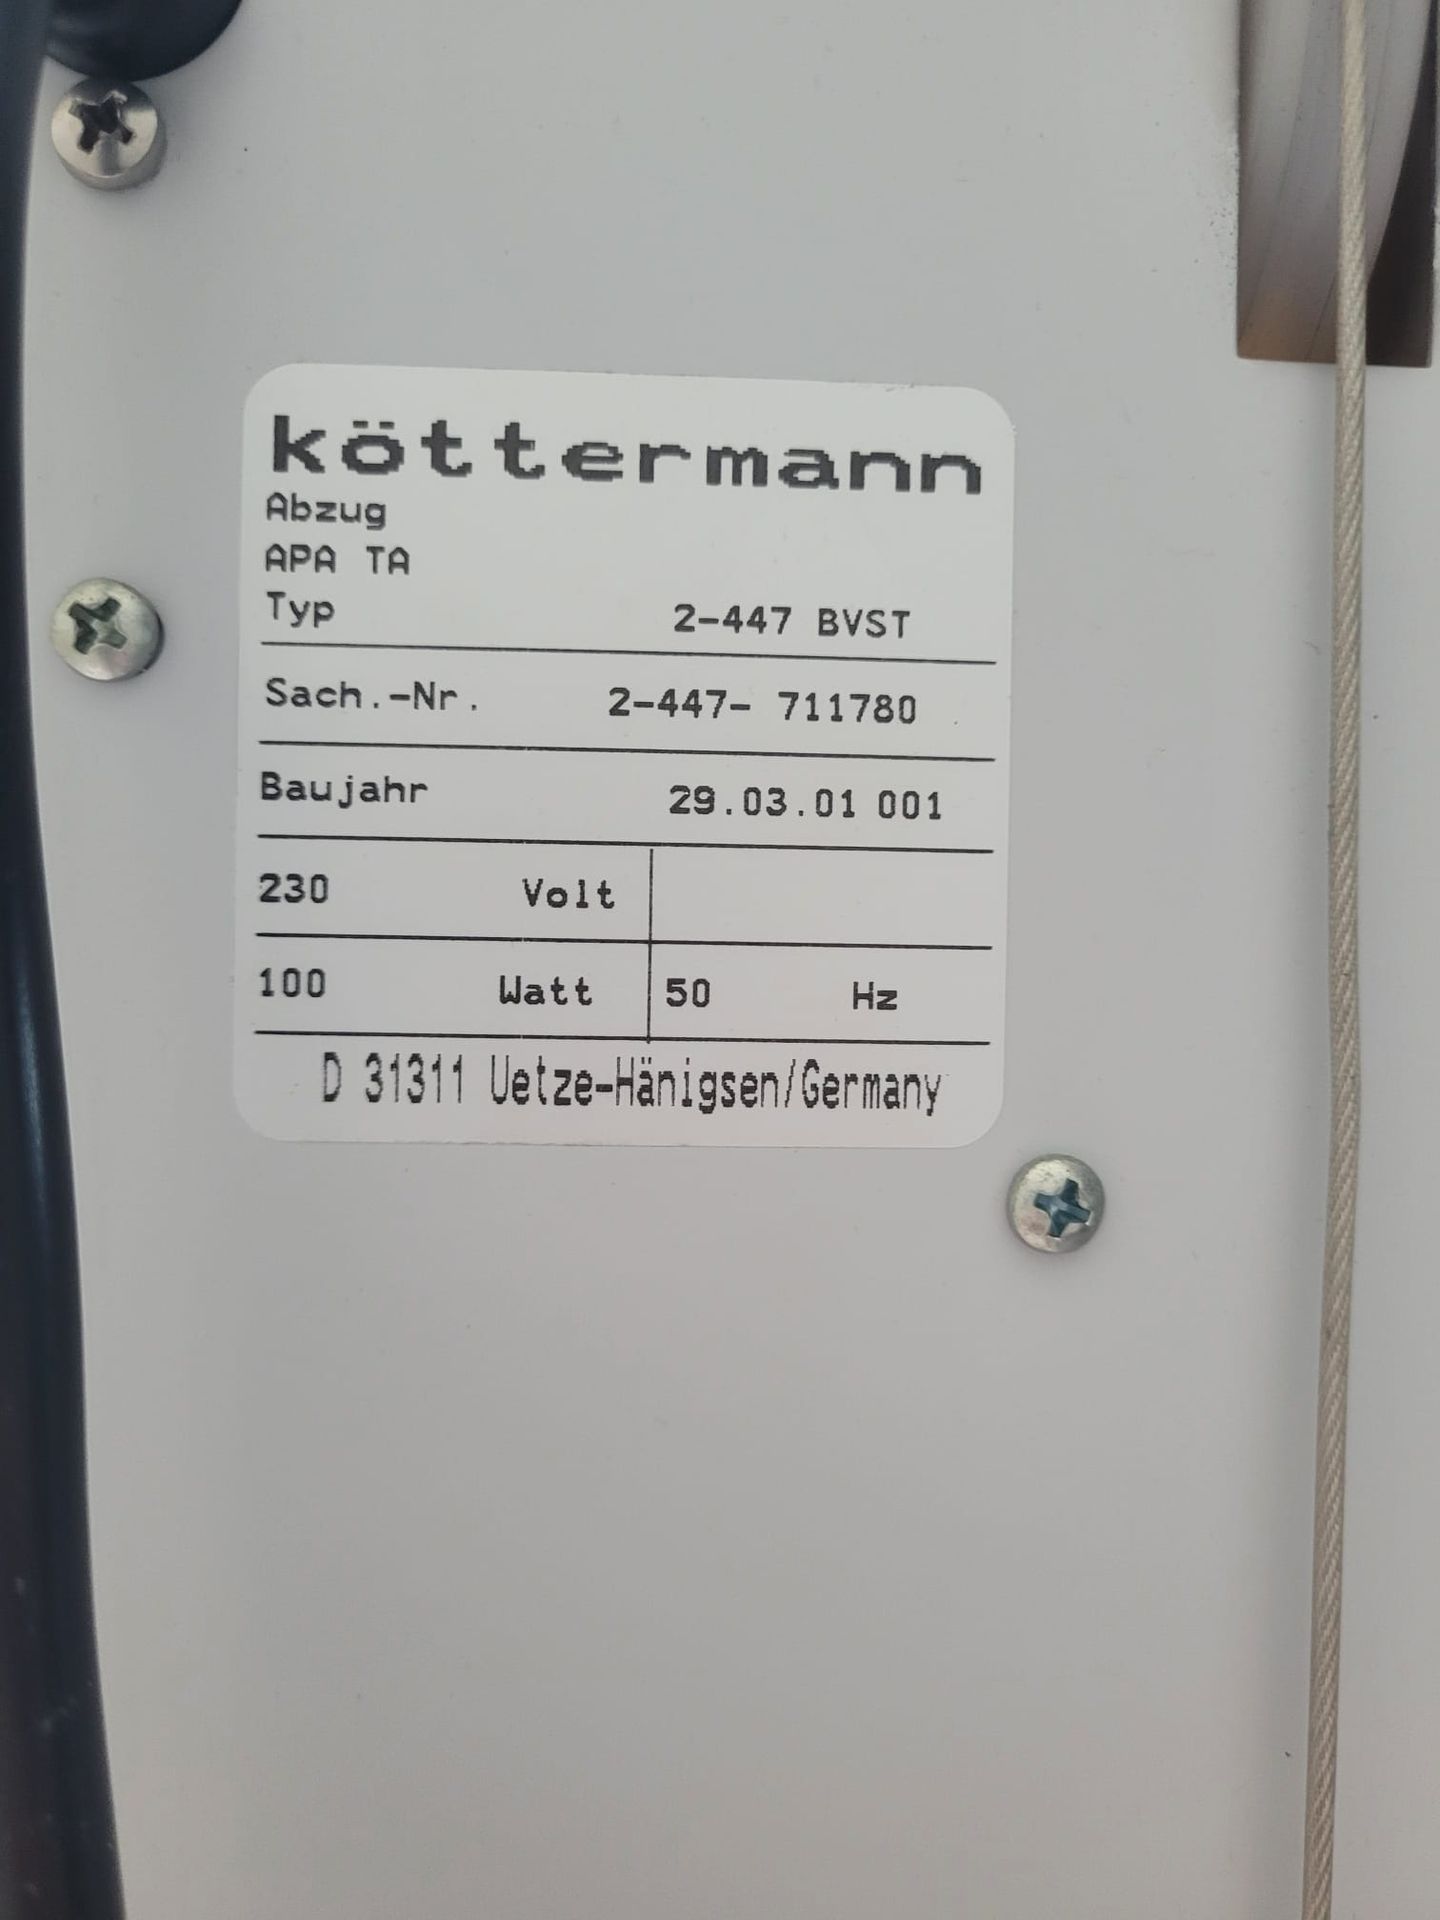 köttermann
Abzug
APA TA
Typ 2-447 BVST
Sach.-Nr. 2-447- 711780
Baujahr 29.03.01 001
230 Volt
100 Watt 50 Hz
D 31311 Uetze-Hänigsen/Germany